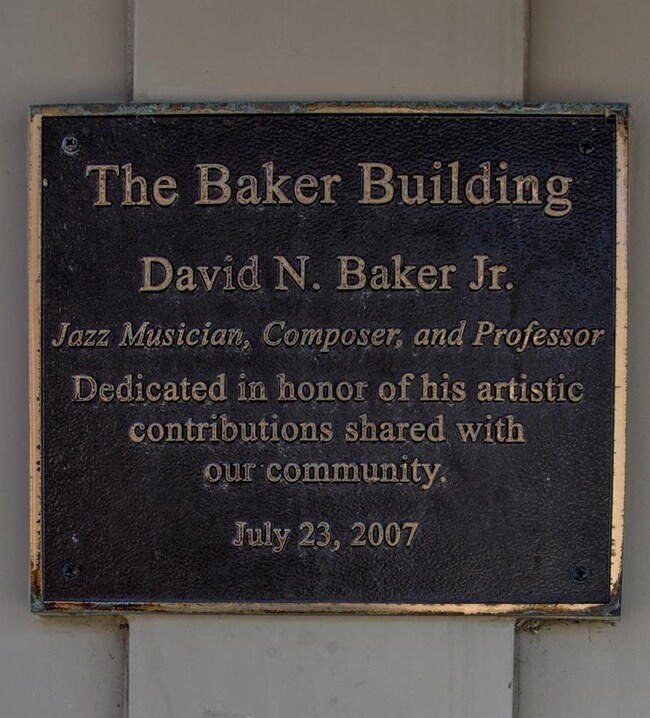 The Baker Building
David N. Baker Jr.
Jazz Musician, Composer, and Professor
Dedicated in honor of his artistic
contributions shared with
our community.
July 23, 2007